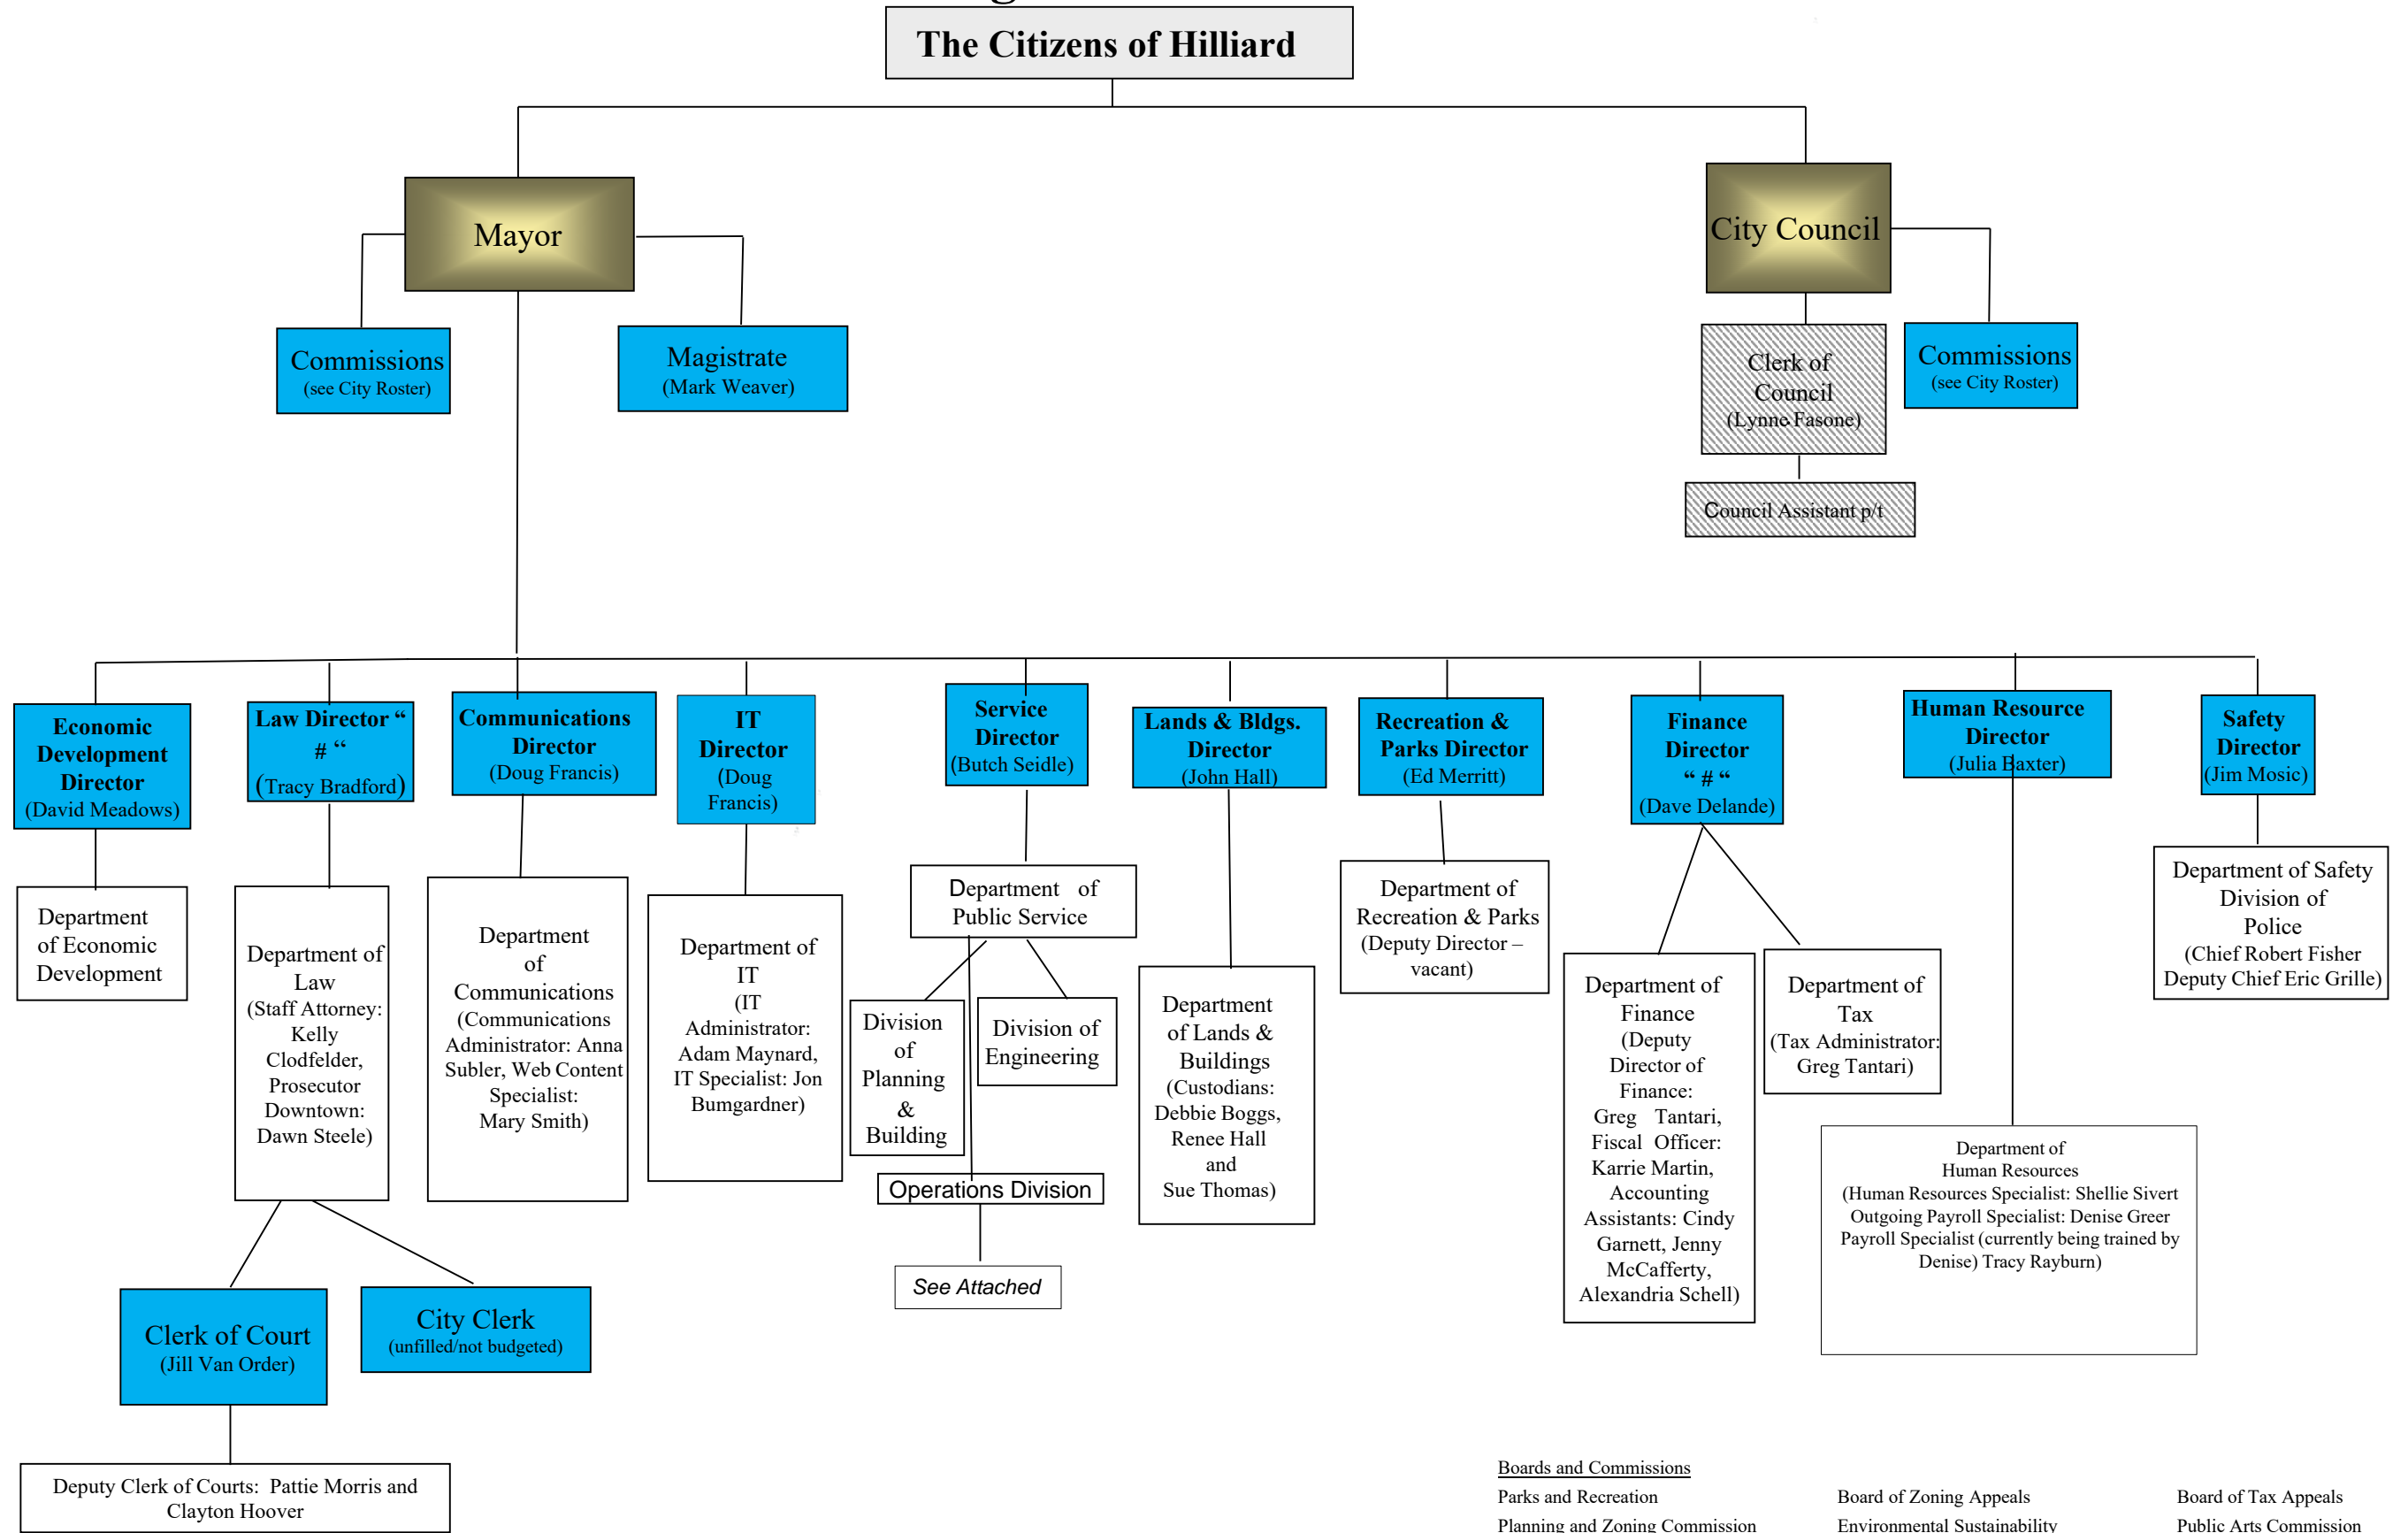 The Citizens of Hilliard
Mayor
City Council
Commissions
(see City Roster)
Magistrate
(Mark Weaver)
Clerk of
Council
(Lynne Fasone)
Commissions
(see City Roster)
Council Assistant p/t
Economic
Development
Director
(David Meadows)
Law Director “
# “
(Tracy Bradford)
Communications
Director
(Doug Francis)
IT
Director
(Doug
Francis)
Service
Director
(Butch Seidle)
Lands & Bldgs.
Director
(John Hall)
Recreation &
Parks Director
(Ed Merritt)
Finance
Director
“ # “
(Dave Delande)
Human Resource
Director
(Julia Baxter)
Safety
Director
(Jim Mosic)
Department
of Economic
Development
Department of
Law
(Staff Attorney:
Kelly
Clodfelder,
Prosecutor
Downtown:
Dawn Steele)
Department
of
Communications
(Communications
Administrator: Anna
Subler, Web Content
Specialist:
Mary Smith)
Department of
IT
(IT
Administrator:
Adam Maynard,
IT Specialist: Jon
Bumgardner)
Department of
Public Service
Division
of
Planning
&
Building
Division of
Engineering
Operations Division
See Attached
Department
of Lands &
Buildings
(Custodians:
Debbie Boggs,
Renee Hall
and
Sue Thomas)
Department of
Recreation & Parks
(Deputy Director –
vacant)
Department of
Finance
(Deputy
Director of
Finance:
Greg Tantari,
Fiscal Officer:
Karrie Martin,
Accounting
Assistants: Cindy
Garnett, Jenny
McCafferty,
Alexandria Schell)
Department of
Tax
(Tax Administrator:
Greg Tantari)
Department of
Human Resources
(Human Resources Specialist: Shellie Sivert
Outgoing Payroll Specialist: Denise Greer
Payroll Specialist (currently being trained by
Denise) Tracy Rayburn)
Department of Safety
Division of
Police
(Chief Robert Fisher
Deputy Chief Eric Grille)
Clerk of Court
(Jill Van Order)
City Clerk
(unfilled/not budgeted)
Deputy Clerk of Courts: Pattie Morris and
Clayton Hoover
Boards and Commissions
Parks and Recreation
Board of Zoning Appeals
Board of Tax Appeals
Planning and Zoning Commission
Environmental Sustainability
Public Arts Commission